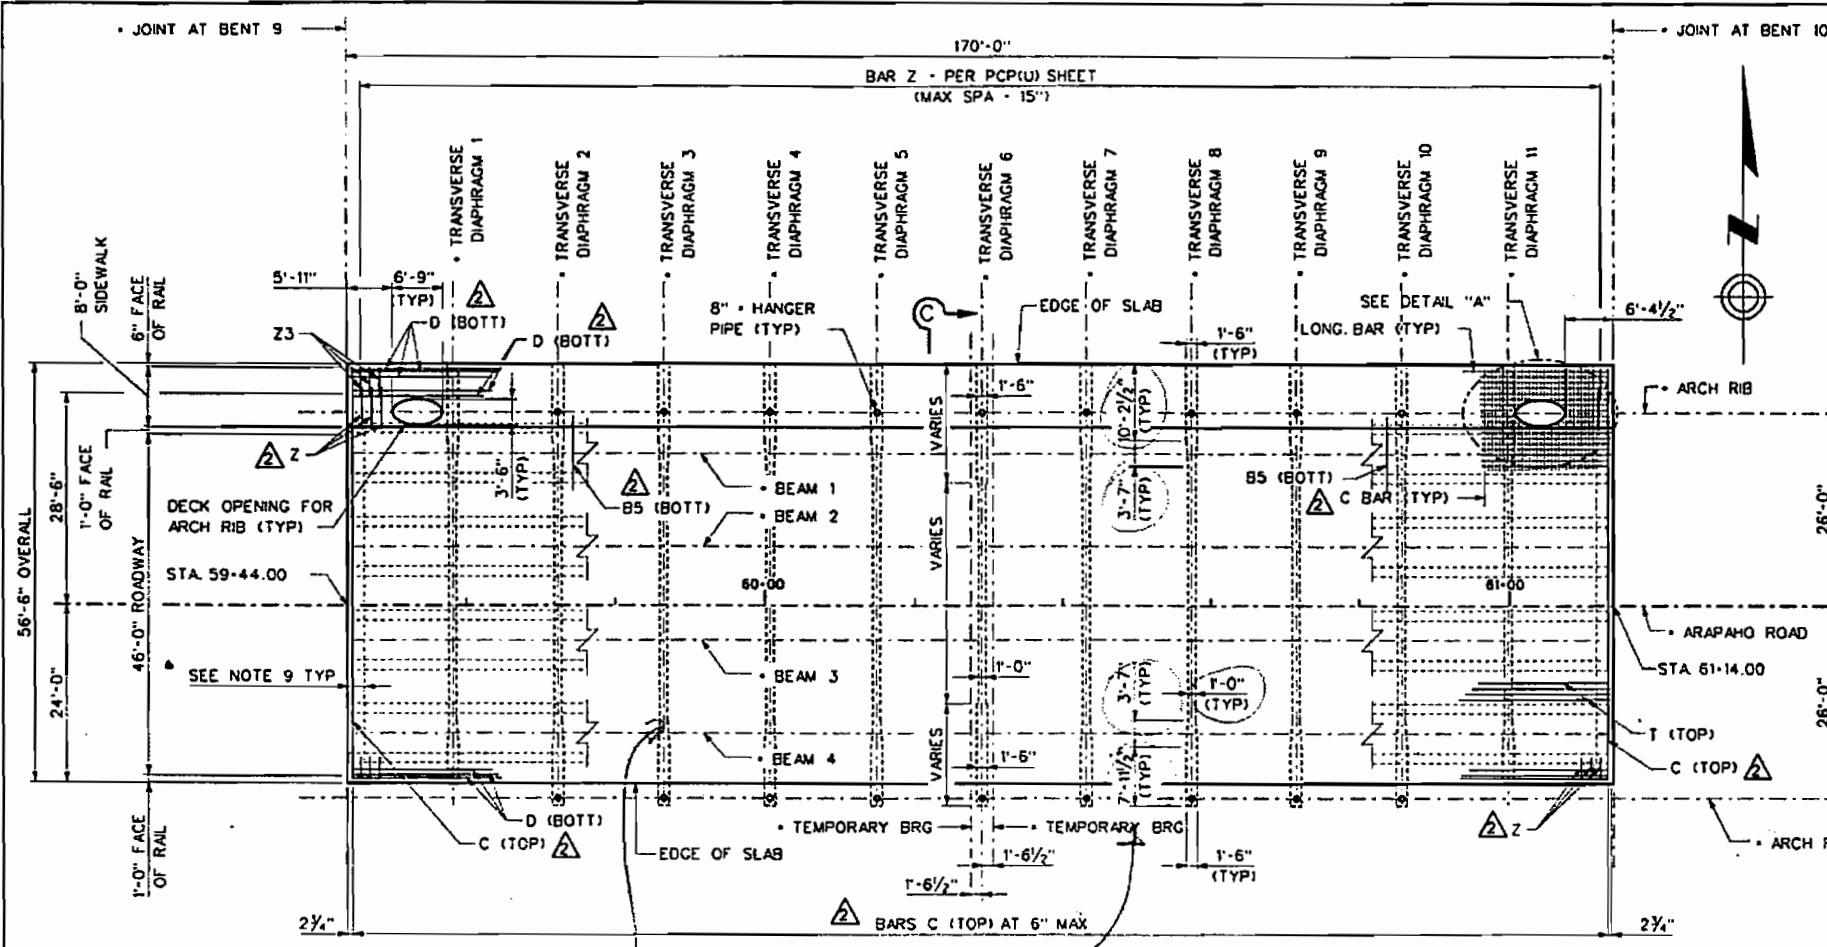 • JOINT AT BENT 9
• JOINT AT BENT 10
170'-0"
BAR Z - PER PCP(U) SHEET
(MAX SPA - 15")
• TRANSVERSE
DIAPHRAGM 1
• TRANSVERSE
DIAPHRAGM 2
• TRANSVERSE
DIAPHRAGM 3
• TRANSVERSE
DIAPHRAGM 4
• TRANSVERSE
DIAPHRAGM 5
• TRANSVERSE
DIAPHRAGM 6
• TRANSVERSE
DIAPHRAGM 7
• TRANSVERSE
DIAPHRAGM 8
• TRANSVERSE
DIAPHRAGM 9
• TRANSVERSE
DIAPHRAGM 10
• TRANSVERSE
DIAPHRAGM 11
N
8'-0"
SIDEWALK
6" FACE
OF RAIL
5'-11"
6'-9"
(TYP)
2
Z3
D (BOTT)
2
D (BOTT)
8" • HANGER
PIPE (TYP)
C
EDGE OF SLAB
1'-6"
(TYP)
SEE DETAIL "A"
LONG. BAR (TYP)
6'-4½"
• ARCH RIB
1'-6"
VARIES
10'-2½"
(TYP)
2 Z
1'-0" FACE
OF RAIL
3'-6"
(TYP)
2
B5 (BOTT)
• BEAM 1
3'-7"
(TYP)
B5 (BOTT)
2 C BAR (TYP)
DECK OPENING FOR
ARCH RIB (TYP)
• BEAM 2
VARIES
28'-6"
26'-0"
56'-6" OVERALL
46'-0" ROADWAY
STA. 59+44.00
60+00
61+00
• ARAPAHO ROAD
STA. 61+14.00
24'-0"
SEE NOTE 9 TYP
• BEAM 3
1'-0"
3'-7"
(TYP)
1'-0"
(TYP)
26'-0"
T (TOP)
• BEAM 4
VARIES
1'-6"
7'-11½"
(TYP)
C (TOP) 2
1'-0" FACE
OF RAIL
D (BOTT)
C (TOP) 2
EDGE OF SLAB
• TEMPORARY BRG
• TEMPORARY BRG
2 Z
• ARCH R
1'-6½"
1'-6"
(TYP)
1'-6½"
2¾"
2 BARS C (TOP) AT 6" MAX
2¾"